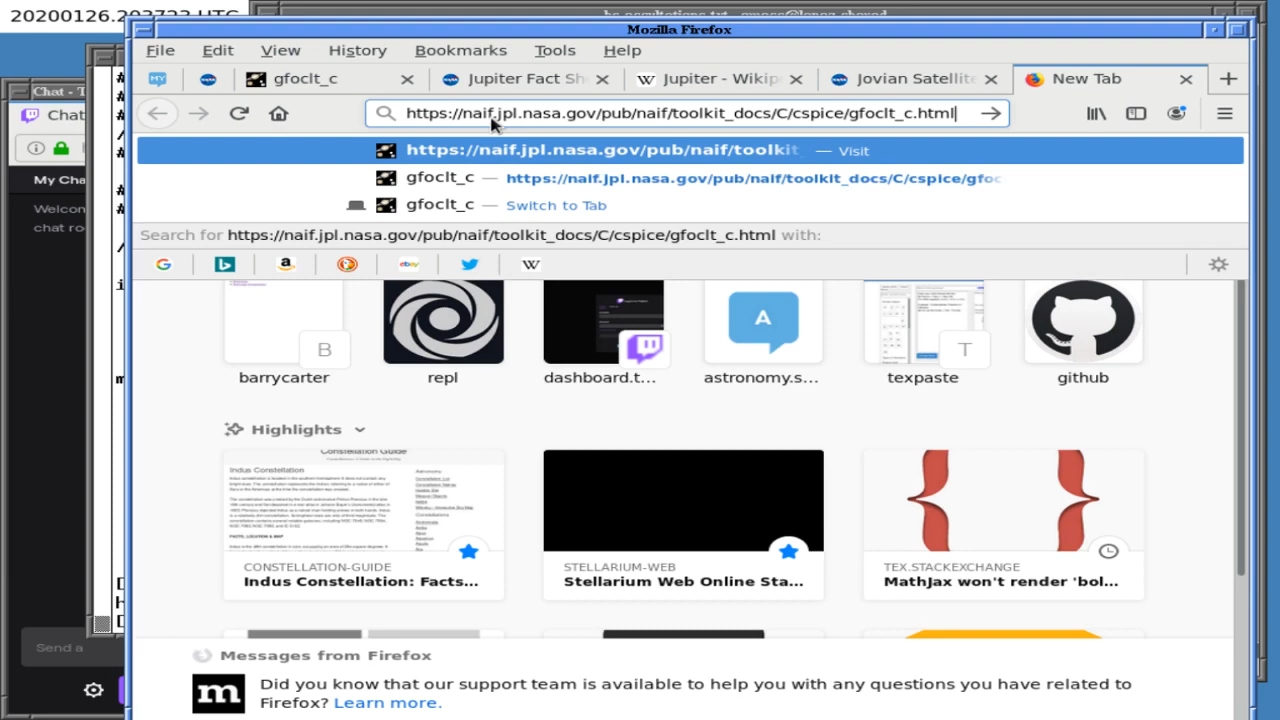 20200126.203723 UTC
Mozilla Firefox
File Edit View History Bookmarks Tools Help
MY gfoclt_c Jupiter Fact Sh Jupiter - Wikip Jovian Satellite New Tab
https://naif.jpl.nasa.gov/pub/naif/toolkit_docs/C/cspice/gfoclt_c.html
https://naif.jpl.nasa.gov/pub/naif/toolkit — Visit
gfoclt_c — https://naif.jpl.nasa.gov/pub/naif/toolkit_docs/C/cspice/gfoc
gfoclt_c — Switch to Tab
Search for https://naif.jpl.nasa.gov/pub/naif/toolkit_docs/C/cspice/gfoclt_c.html with:
G b a ebay W
Chat - T
Chat
My Cha
Welcon
chat ro
Send a
B A T
barrycarter repl dashboard.t... astronomy.s... texpaste github
Highlights
Constellation Guide
Indus Constellation
CONSTELLATION-GUIDE
Indus Constellation: Facts...
STELLARIUM-WEB
Stellarium Web Online Sta...
TEX.STACKEXCHANGE
MathJax won't render 'bol...
Messages from Firefox
m
Did you know that our support team is available to help you with any questions you have related to
Firefox? Learn more.